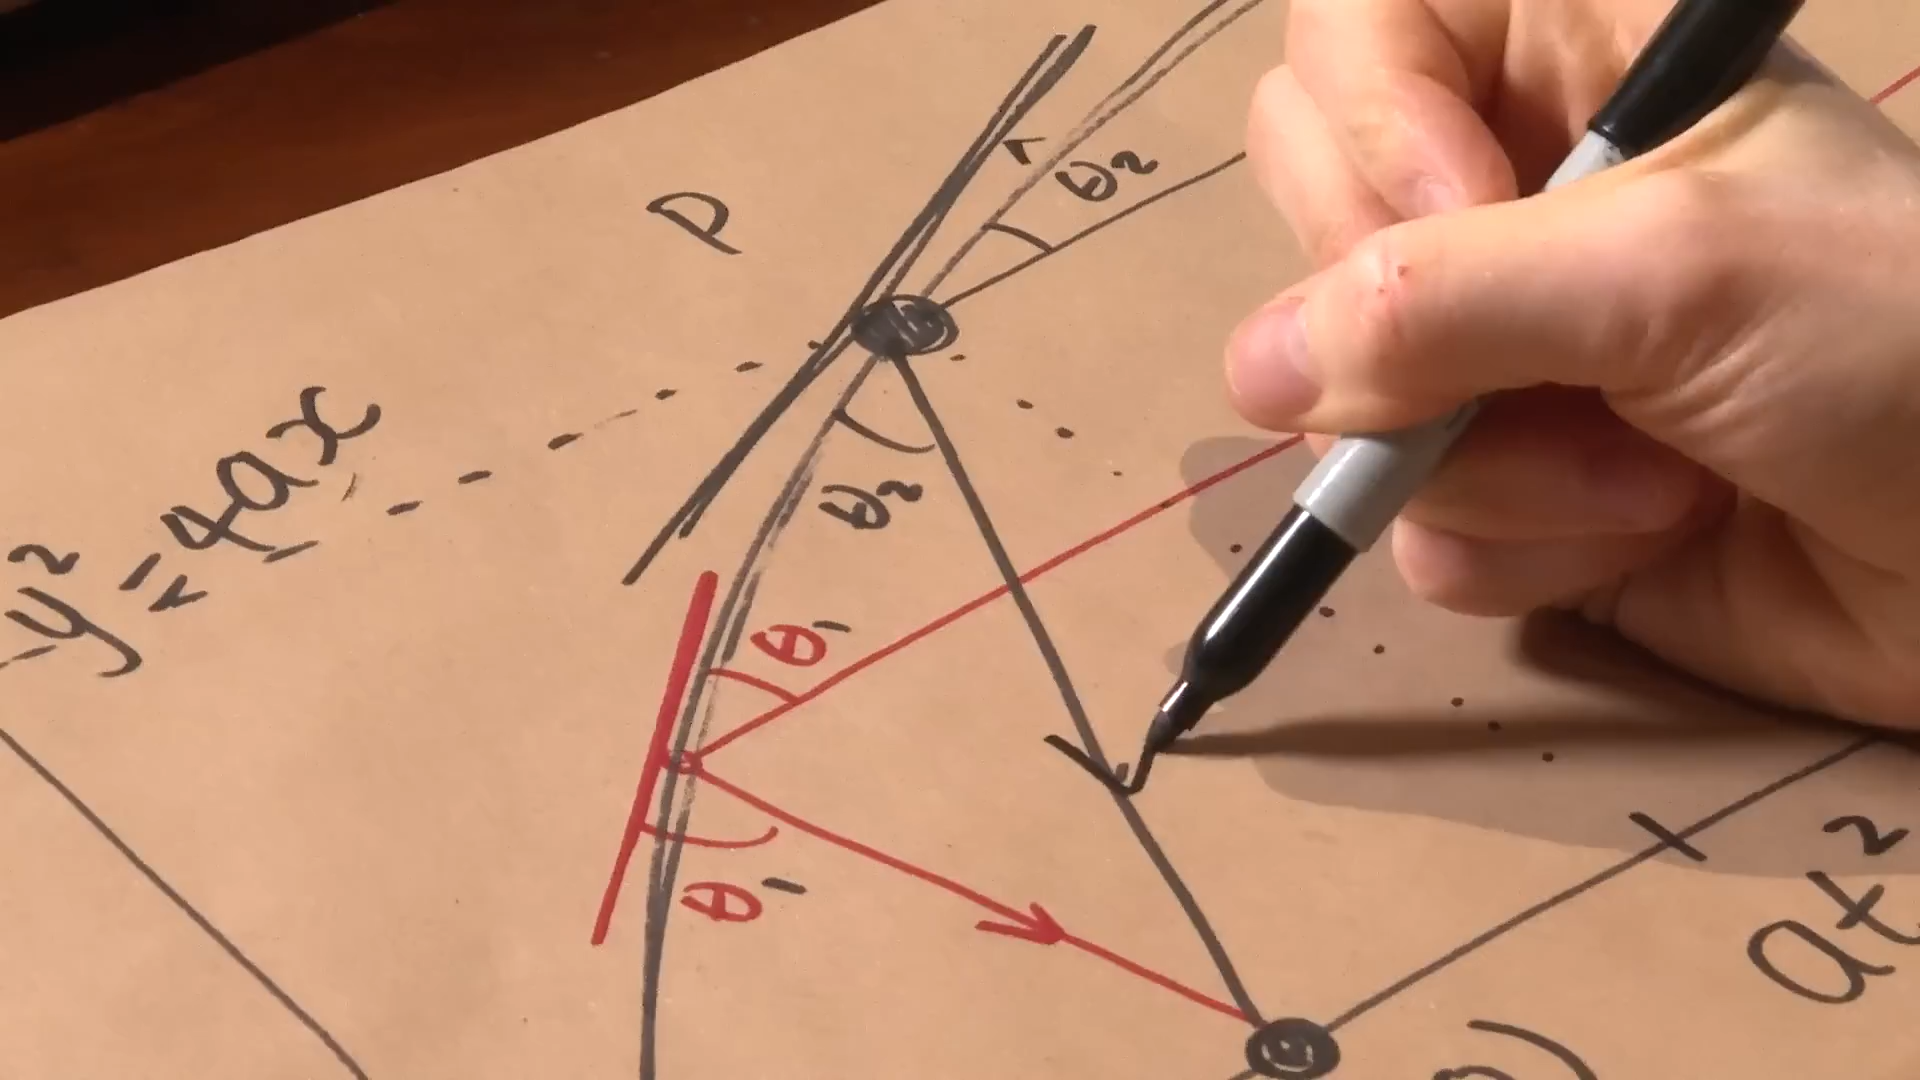 P
θ₂
θ₂
y² = 4ax
θ₁
θ₁
at²
)